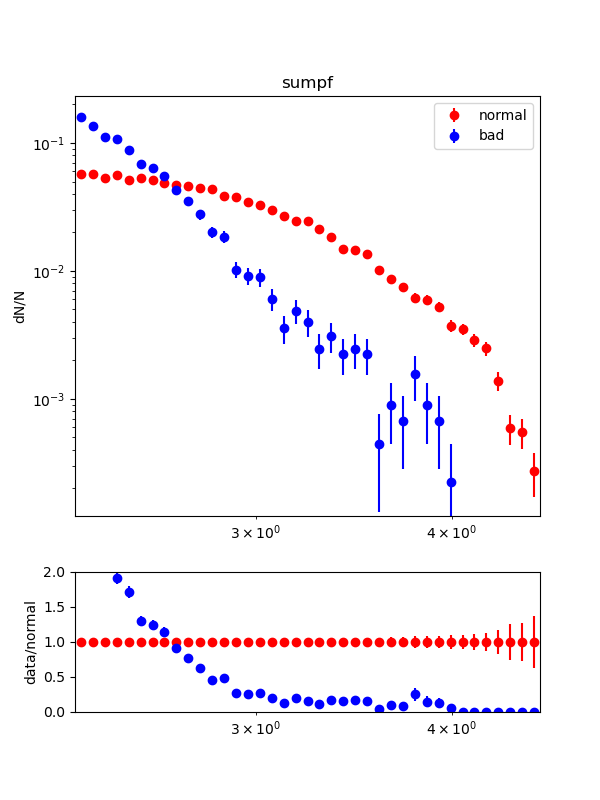 sumpf
normal
bad
10⁻¹
10⁻²
10⁻³
dN/N
3 × 10⁰
4 × 10⁰
2.0
1.5
1.0
0.5
0.0
data/normal
3 × 10⁰
4 × 10⁰